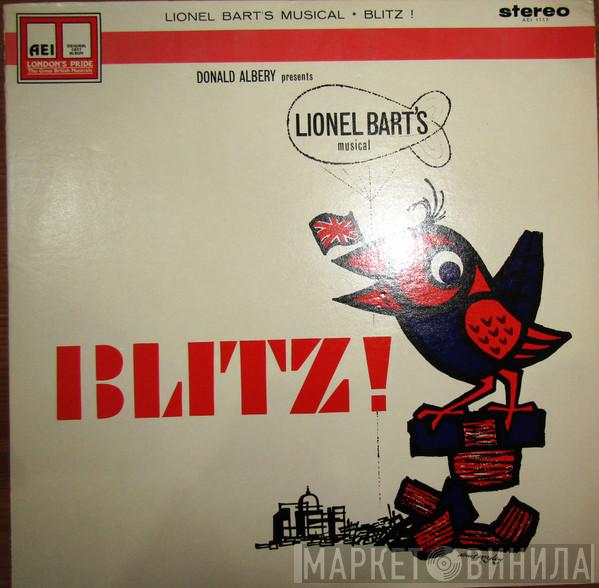 LIONEL BART'S MUSICAL • BLITZ !
stereo
AEI 1117
AEI
ORIGINAL CAST ALBUM
LONDON'S PRIDE
The Great British Musicals
DONALD ALBERY presents
LIONEL BART'S
musical
BLITZ!
МАРКЕТ ВИНИЛА